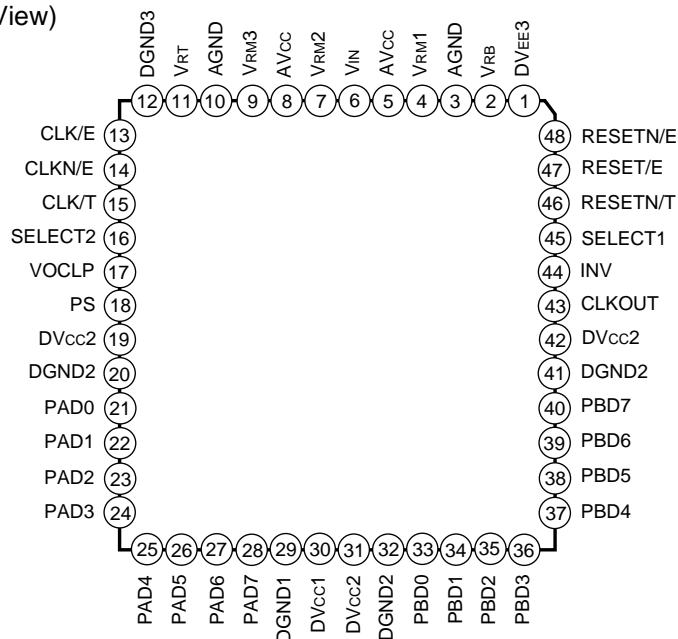 View)
DGND3
VRT
AGND
VRM3
AVCC
VRM2
VIN
AVCC
VRM1
AGND
VRB
DVEE3
12 11 10 9 8 7 6 5 4 3 2 1
CLK/E 13
CLKN/E 14
CLK/T 15
SELECT2 16
VOCLP 17
PS 18
DVCC2 19
DGND2 20
PAD0 21
PAD1 22
PAD2 23
PAD3 24
48 RESETN/E
47 RESET/E
46 RESETN/T
45 SELECT1
44 INV
43 CLKOUT
42 DVCC2
41 DGND2
40 PBD7
39 PBD6
38 PBD5
37 PBD4
25 26 27 28 29 30 31 32 33 34 35 36
PAD4
PAD5
PAD6
PAD7
DGND1
DVCC1
DVCC2
DGND2
PBD0
PBD1
PBD2
PBD3